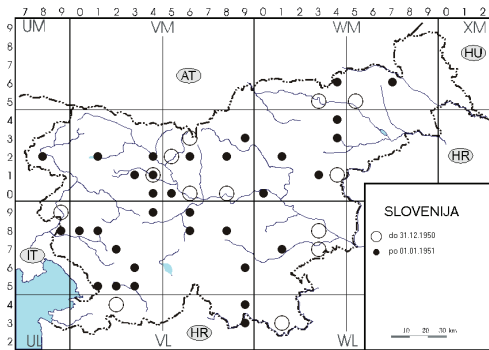 7 8 9 0 1 2 3 4 5 6 7 8 9 0 1 2 3 4 5 6 7 8 9 0 1 2
UM VM WM XM
9
8
7
6
5
4
3
2
1
0
9
8
7
6
5
4
3
2
AT
HU
HR
IT
HR
UL VL WL
SLOVENIJA
do 31.12.1950
po 01.01.1951
10 20 30 km